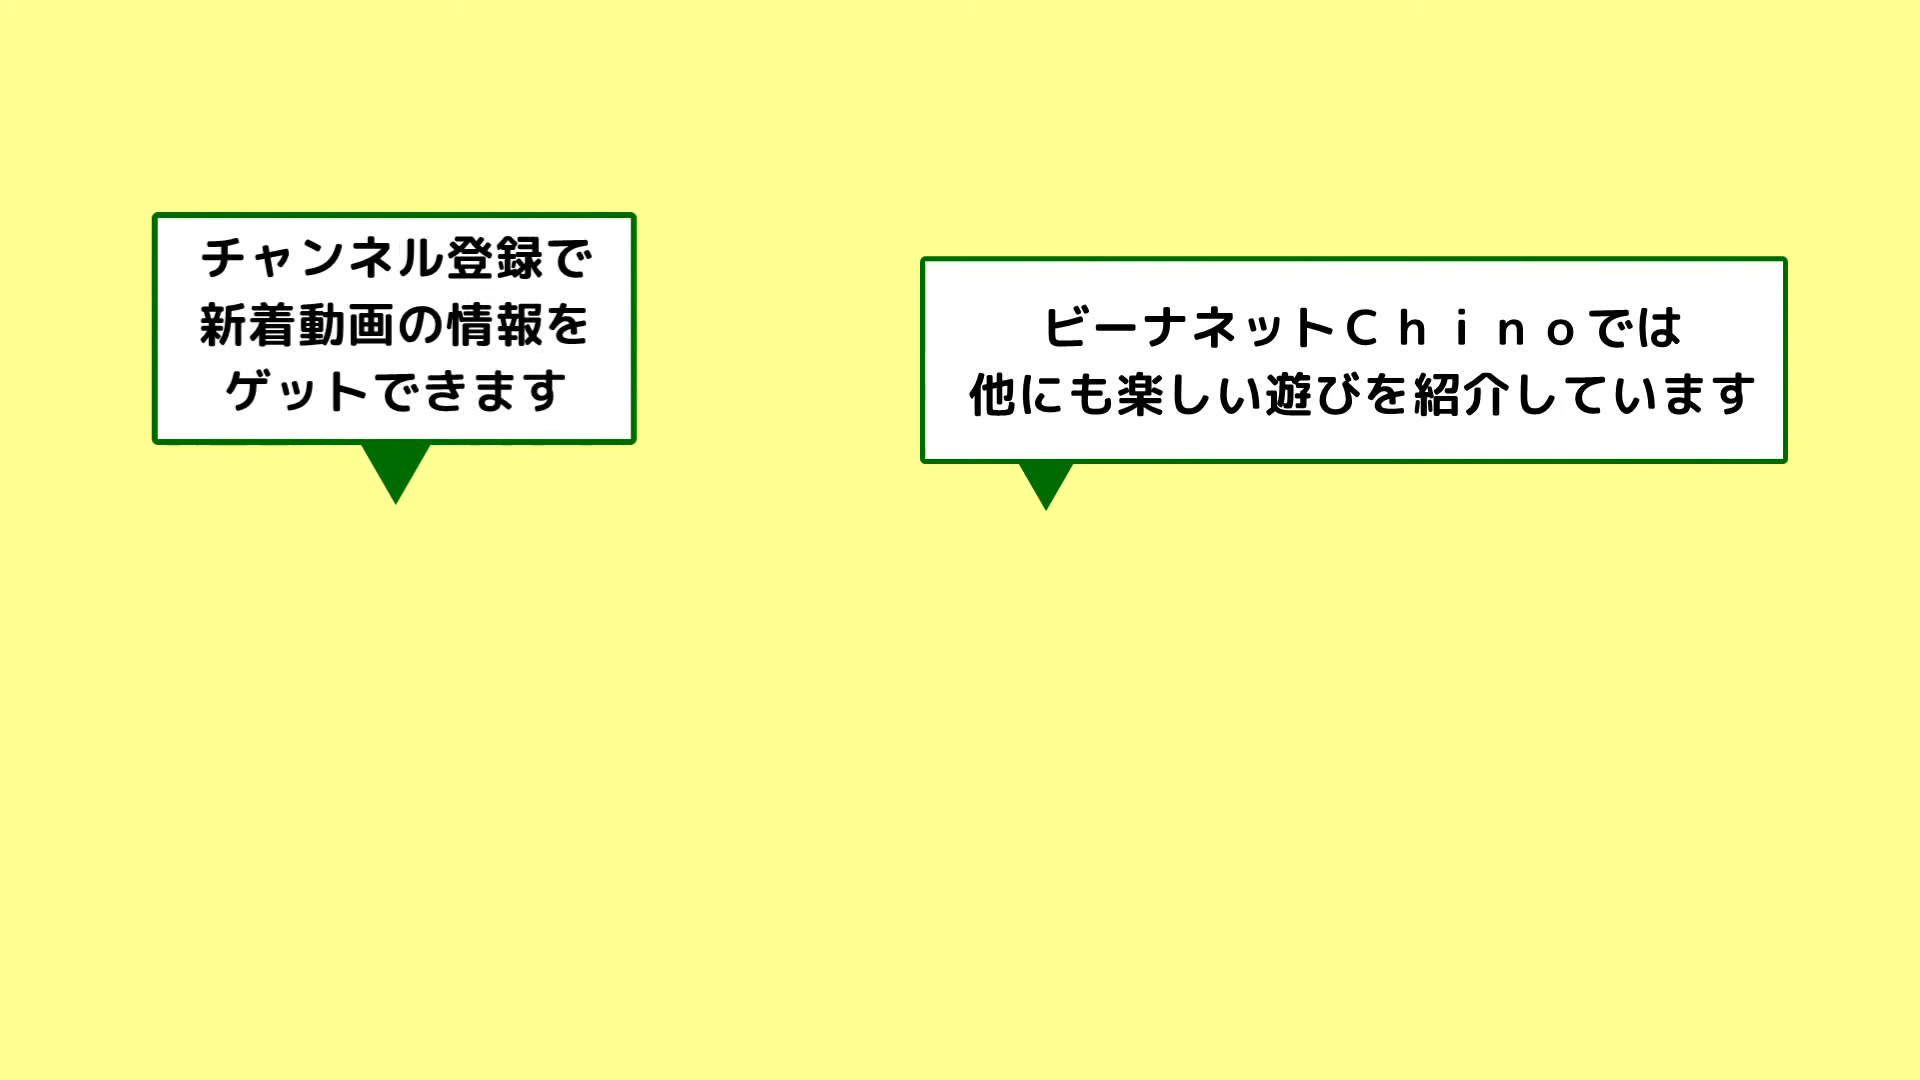 チャンネル登録で
新着動画の情報を
ゲットできます
ビーナネットＣｈｉｎｏでは
他にも楽しい遊びを紹介しています